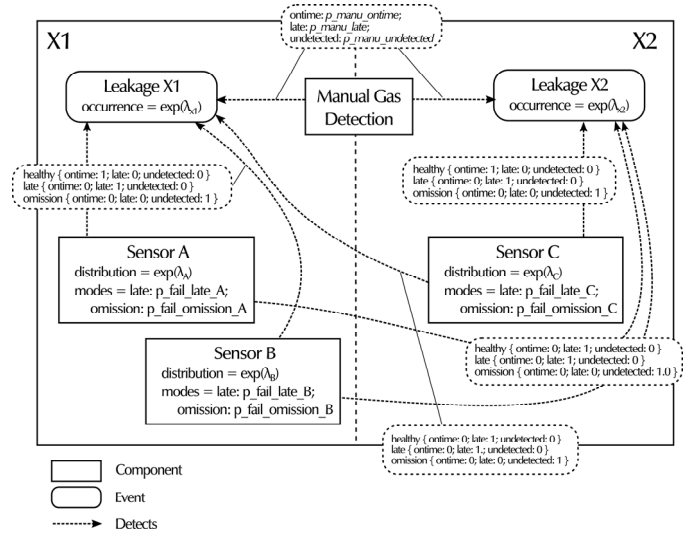 ontime: p_manu_ontime;
late: p_manu_late;
undetected: p_manu_undetected
X1
X2
Leakage X1
occurrence = exp(λx1)
Manual Gas
Detection
Leakage X2
occurrence = exp(λx2)
healthy { ontime: 1; late: 0; undetected: 0 }
late { ontime: 0; late: 1; undetected: 0 }
omission { ontime: 0; late: 0; undetected: 1 }
healthy { ontime: 1; late: 0; undetected: 0 }
late { ontime: 0; late: 1; undetected: 0 }
omission { ontime: 0; late: 0; undetected: 1 }
Sensor A
distribution = exp(λA)
modes = late: p_fail_late_A;
omission: p_fail_omission_A
Sensor C
distribution = exp(λC)
modes = late: p_fail_late_C;
omission: p_fail_omission_C
Sensor B
distribution = exp(λB)
modes = late: p_fail_late_B;
omission: p_fail_omission_B
healthy { ontime: 0; late: 1; undetected: 0 }
late { ontime: 0; late: 1; undetected: 0 }
omission { ontime: 0; late: 0; undetected: 1.0 }
healthy { ontime: 0; late: 1; undetected: 0 }
late { ontime: 0; late: 1.; undetected: 0 }
omission { ontime: 0; late: 0; undetected: 1 }
Component
Event
Detects